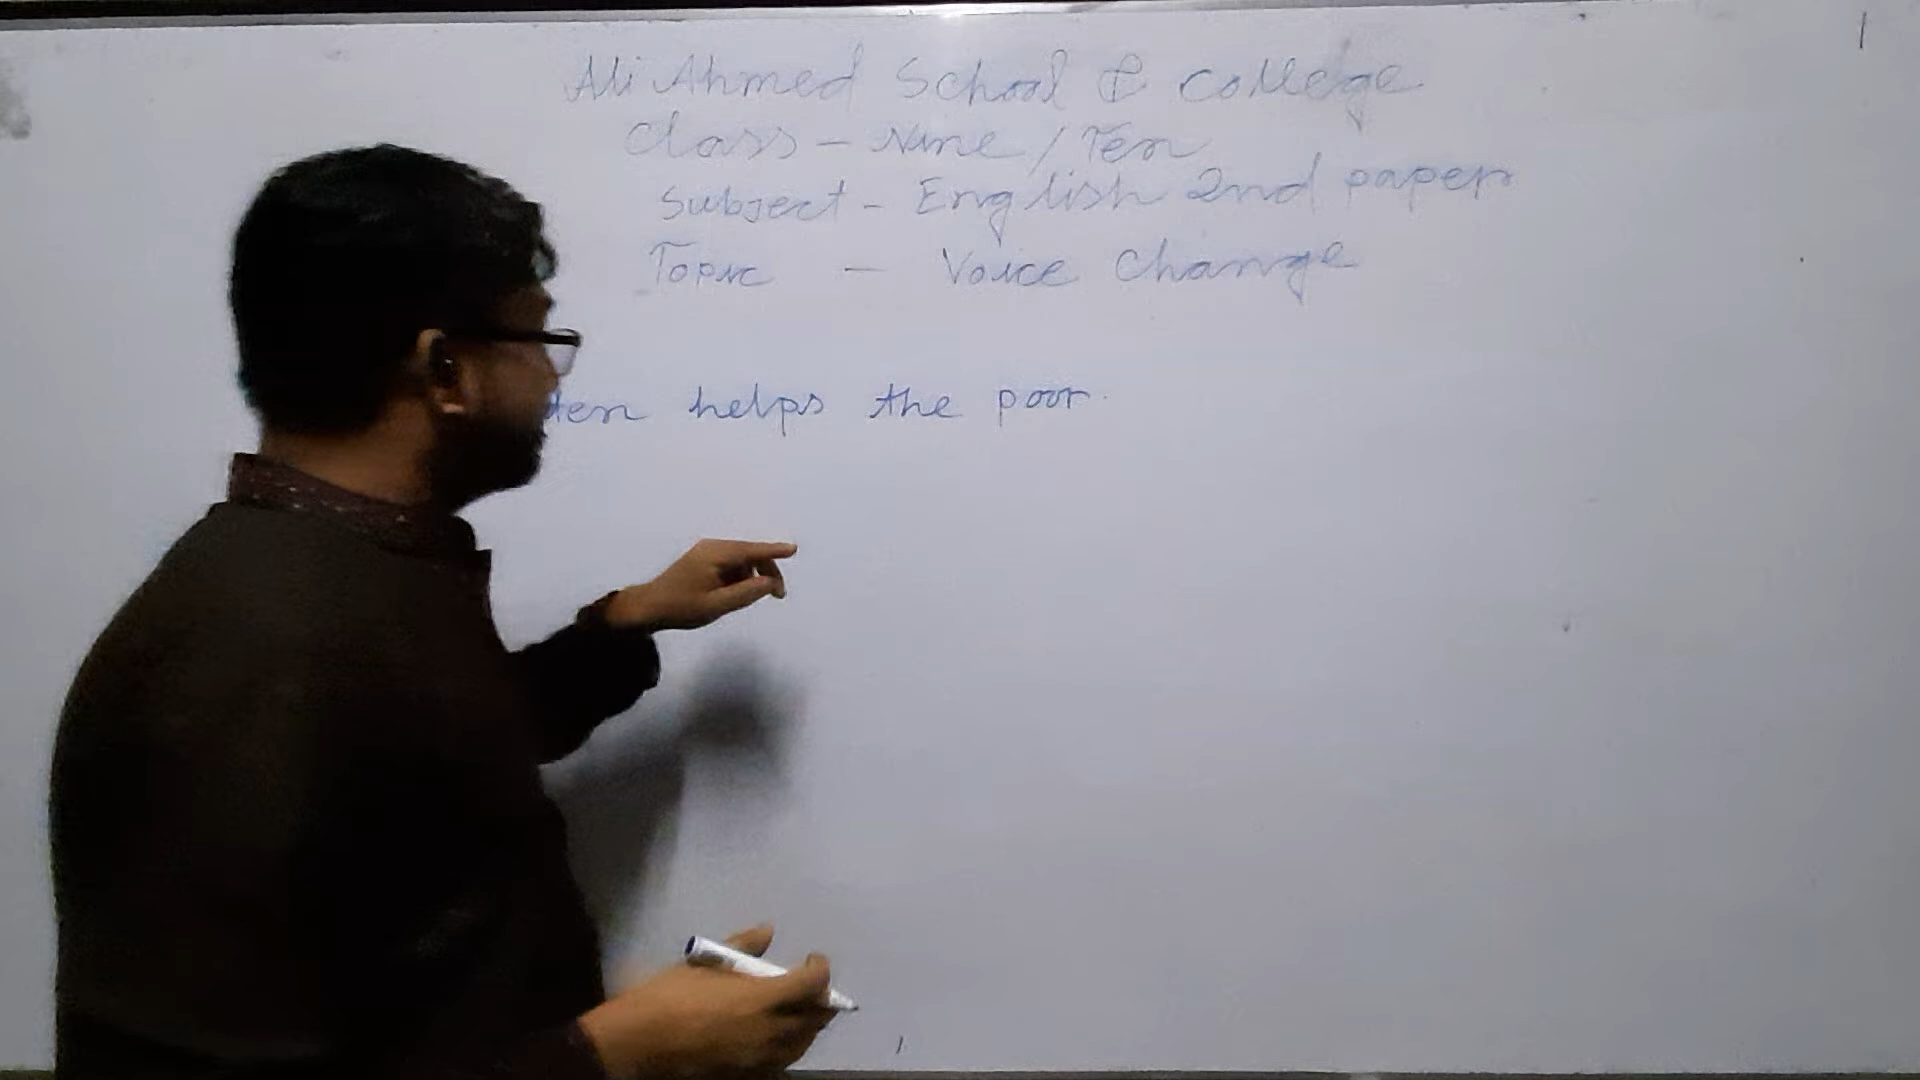 Ali Ahmed School & College
Class - Nine / Ten
Subject - English 2nd paper
Topic - Voice Change
helps the poor.